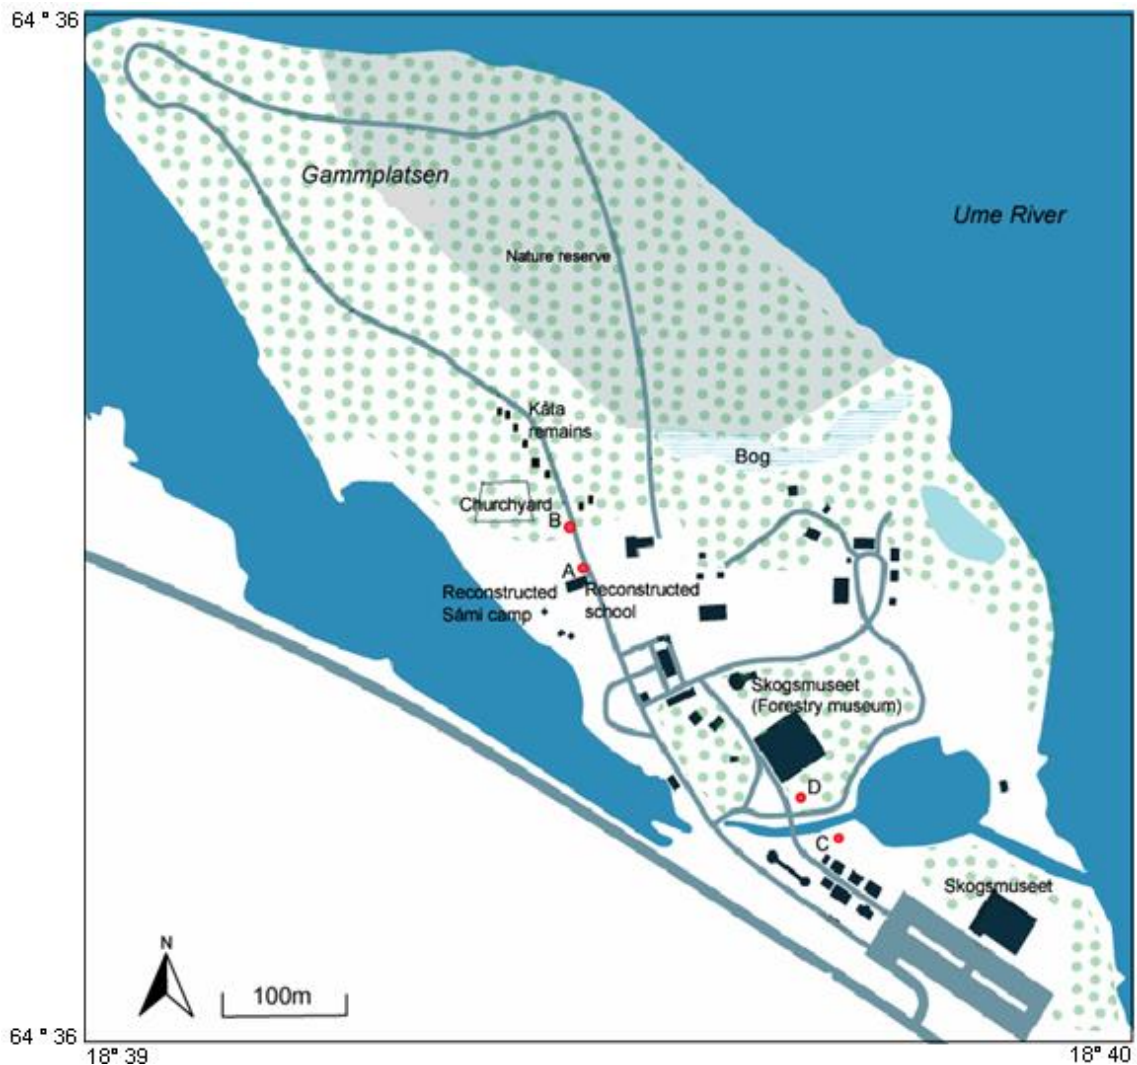 64 ° 36
Ume River
Gammplatsen
Nature reserve
Kåta
remains
Bog
Churchyard
B
A
Reconstructed
Sámi camp
Reconstructed
school
Skogsmuseet
(Forestry museum)
D
C
Skogsmuseet
N
100m
64 ° 36
18° 39
18° 40